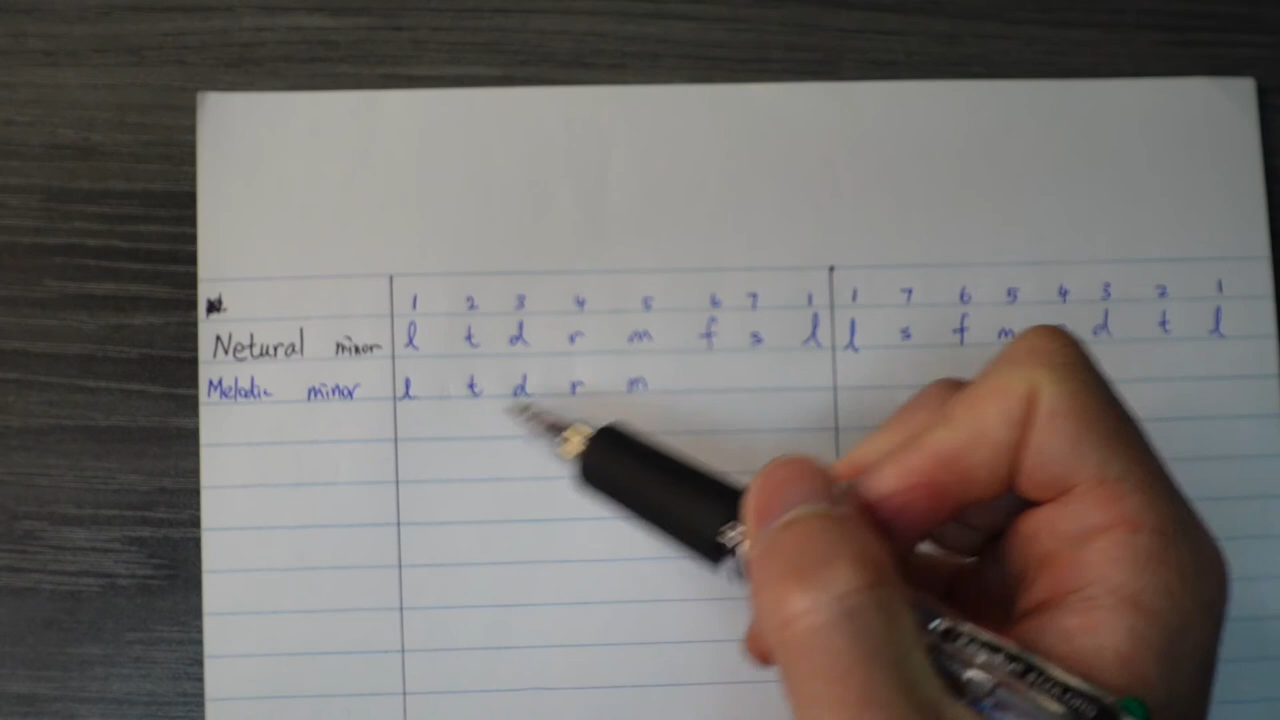 1 2 3 4 5 6 7 1 1 7 6 5 4 3 2 1
Netural minor l t d r m f s l l s f m d t l
Melodic minor l t d r m